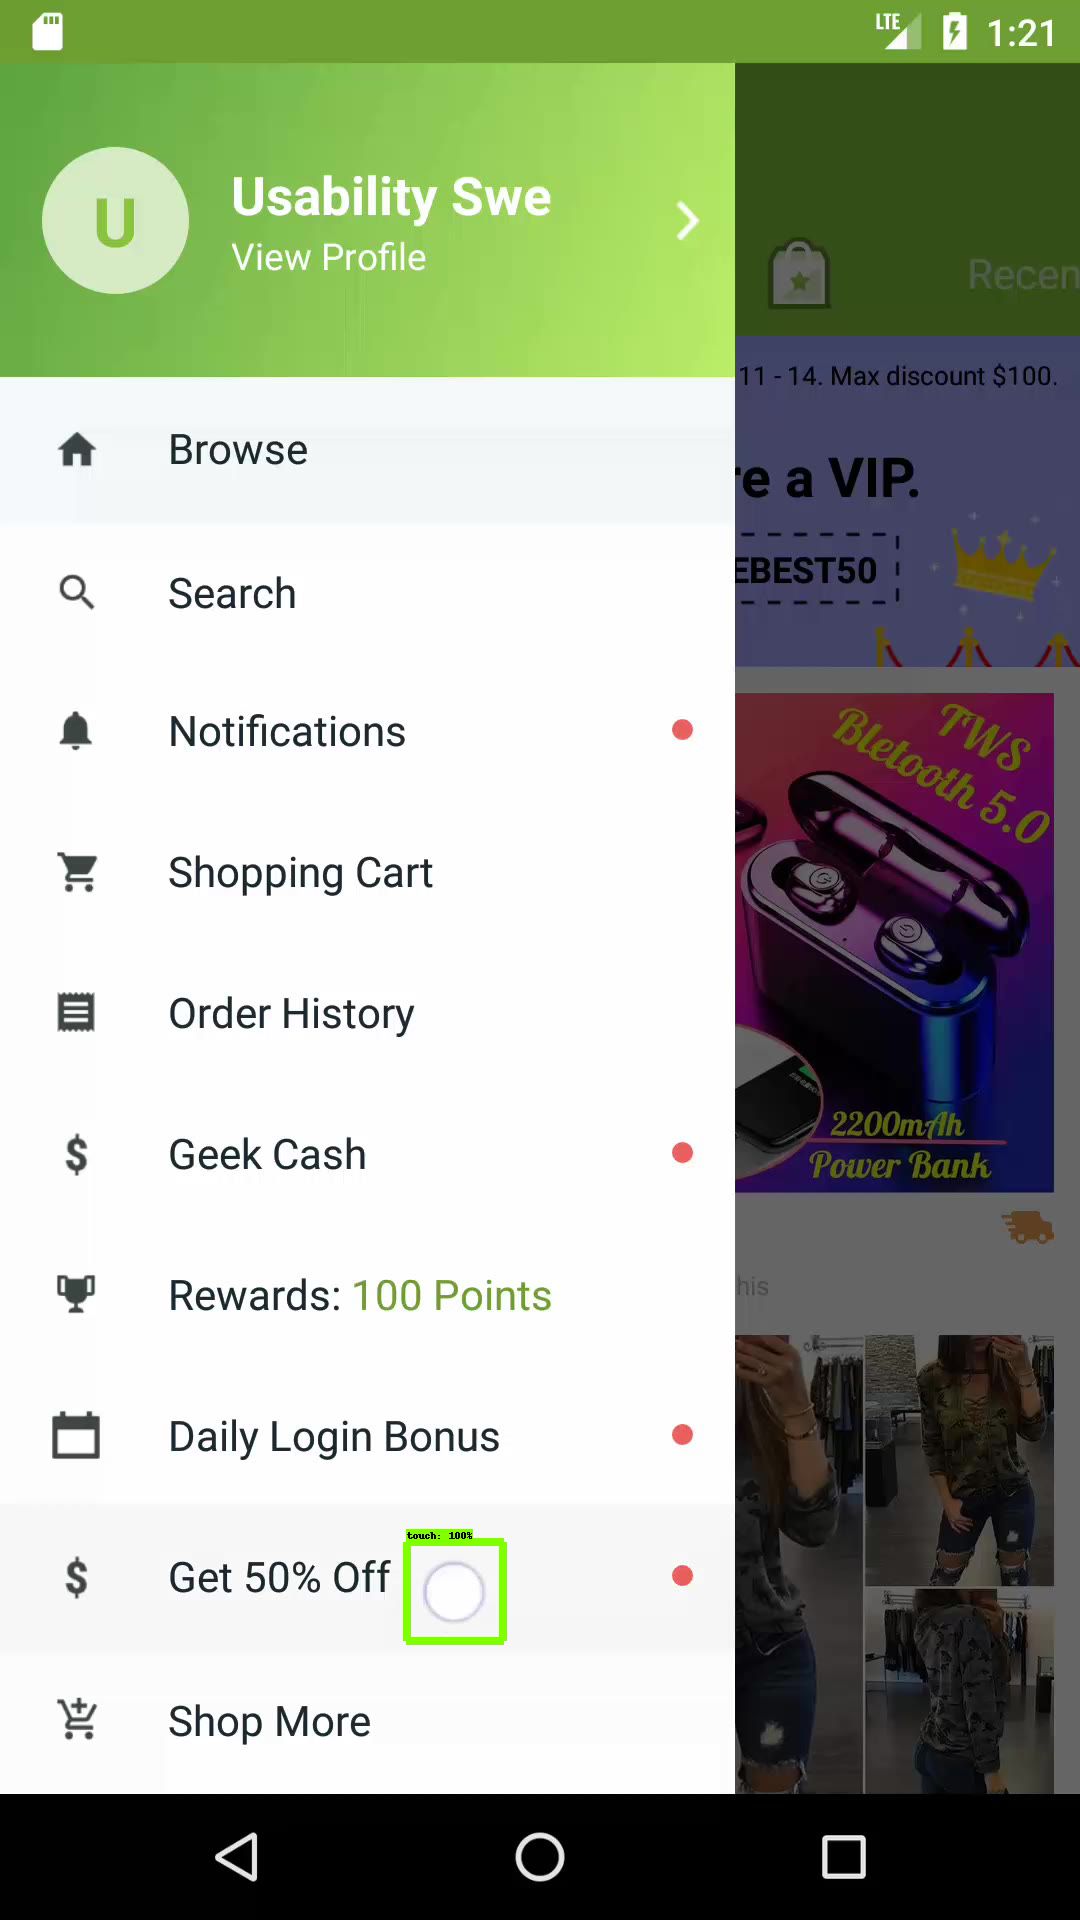 LTE 1:21
U
Usability Swe
View Profile
Recen
11 - 14. Max discount $100.
re a VIP.
EBEST50
Browse
Search
Notifications
TWS
Bletooth 5.0
Shopping Cart
Order History
2200mAh
Power Bank
Geek Cash
his
Rewards: 100 Points
Daily Login Bonus
touch: 100%
Get 50% Off
Shop More